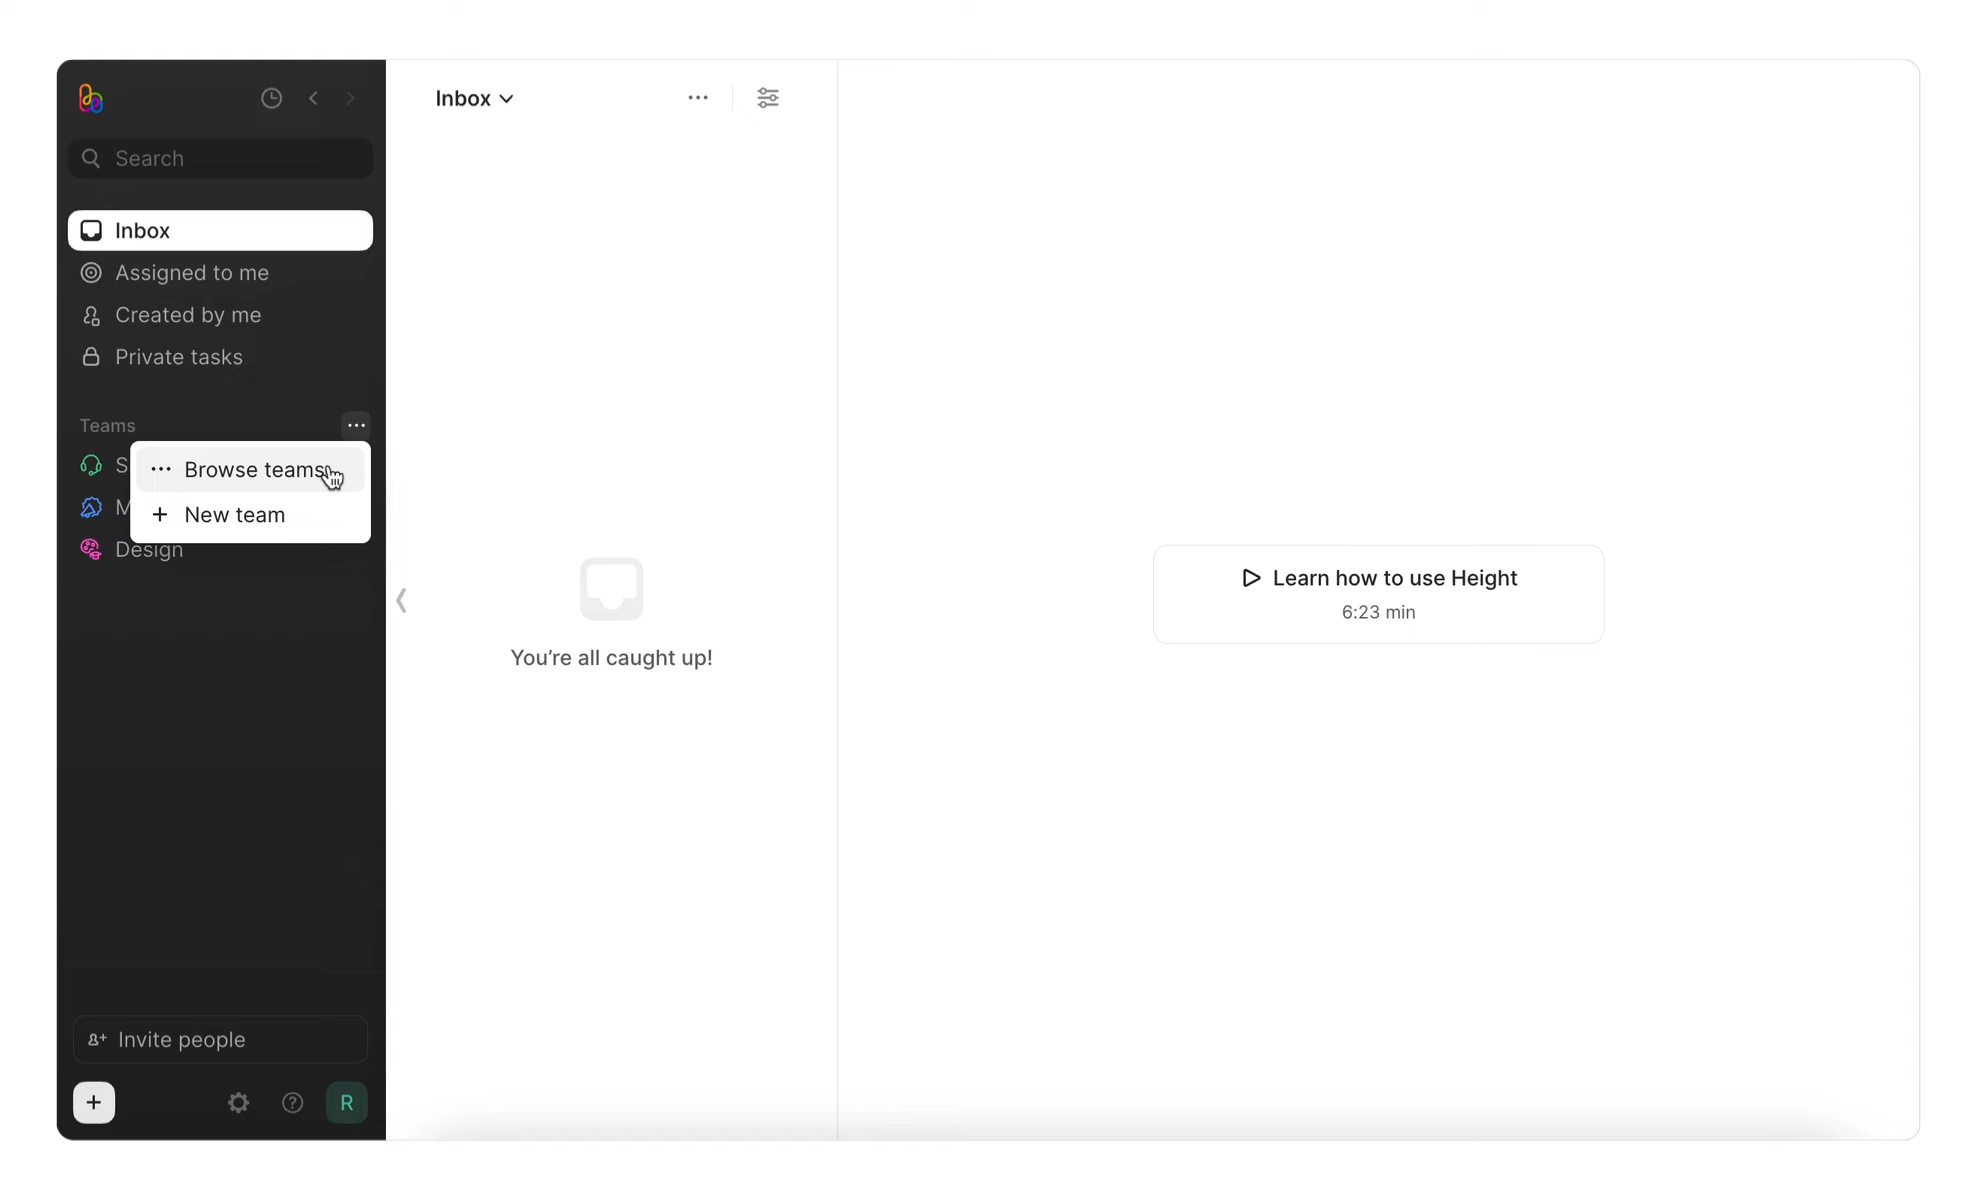 Search
Inbox
Assigned to me
Created by me
Private tasks
Teams
S
Browse teams
M
New team
Design
Invite people
R
Inbox
You're all caught up!
Learn how to use Height
6:23 min